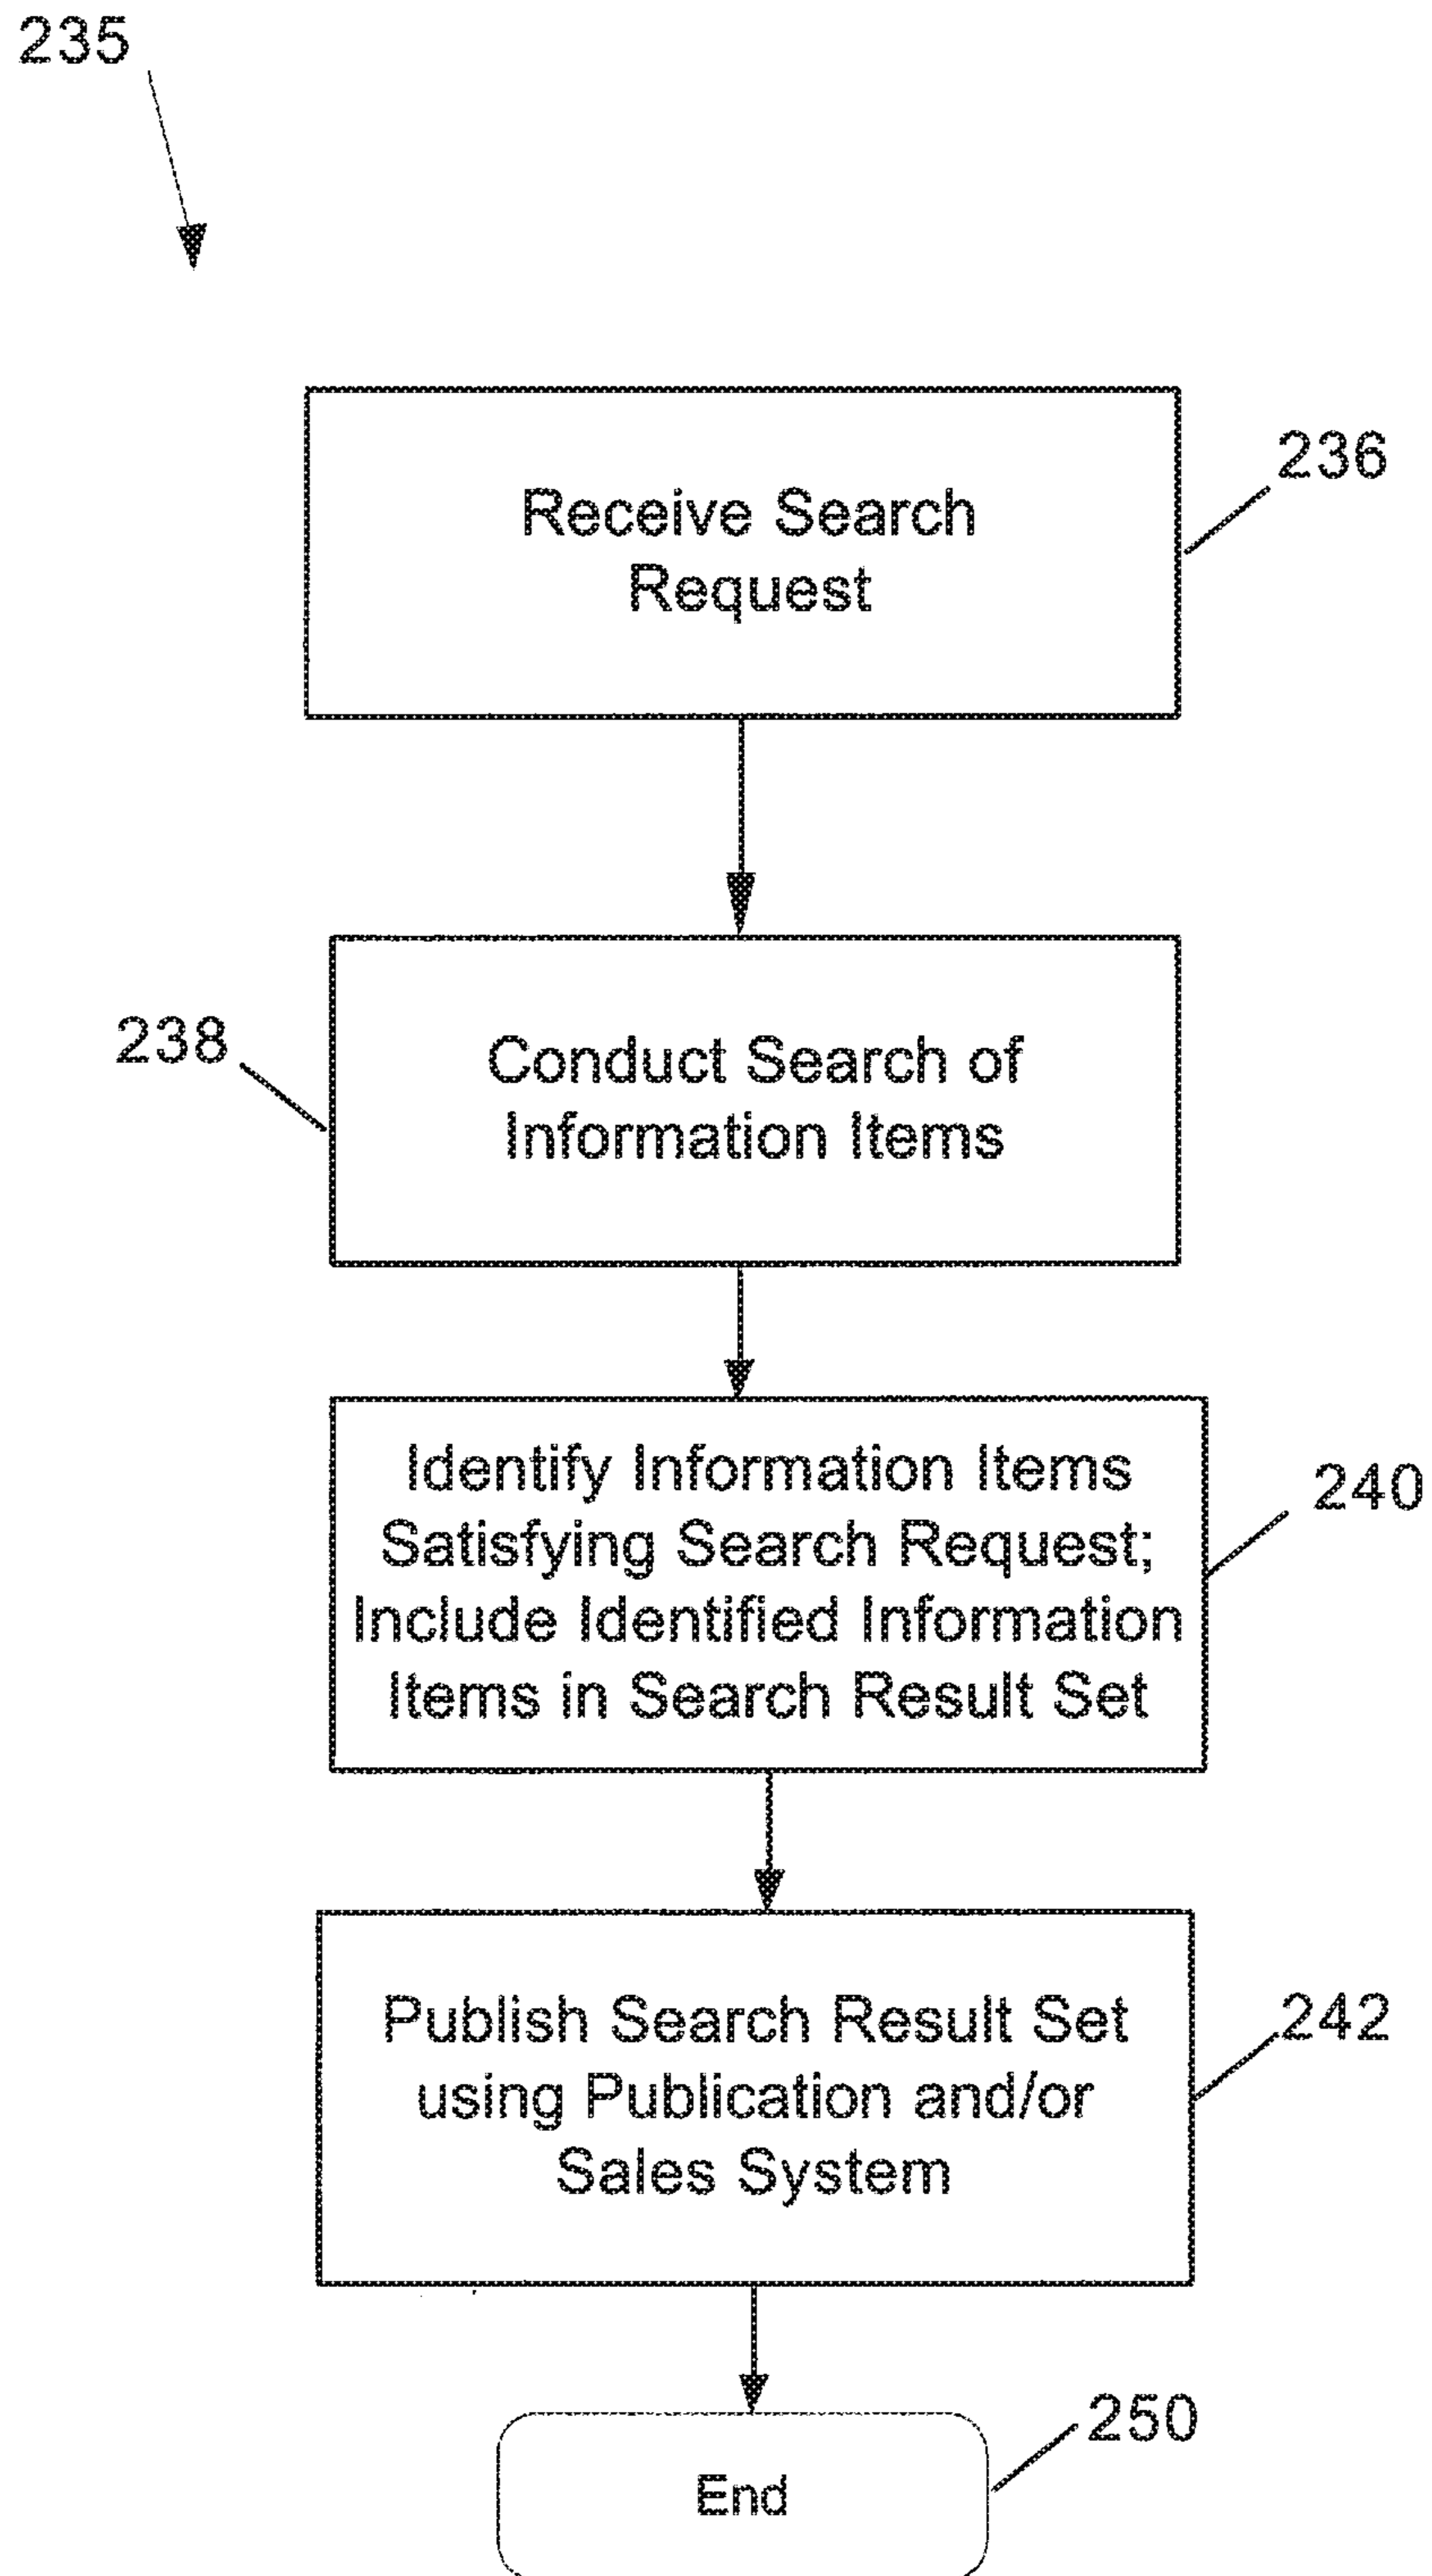 235
Receive Search
Request
236
238
Conduct Search of
Information Items
Identify Information Items
Satisfying Search Request;
Include Identified Information
Items in Search Result Set
240
Publish Search Result Set
using Publication and/or
Sales System
242
250
End